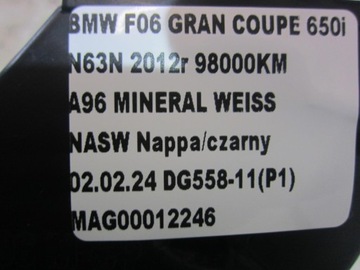 BMW F06 GRAN COUPE 650i
N63N 2012r 98000KM
A96 MINERAL WEISS
NASW Nappa/czarny
02.02.24 DG558-11(P1)
MAG00012246